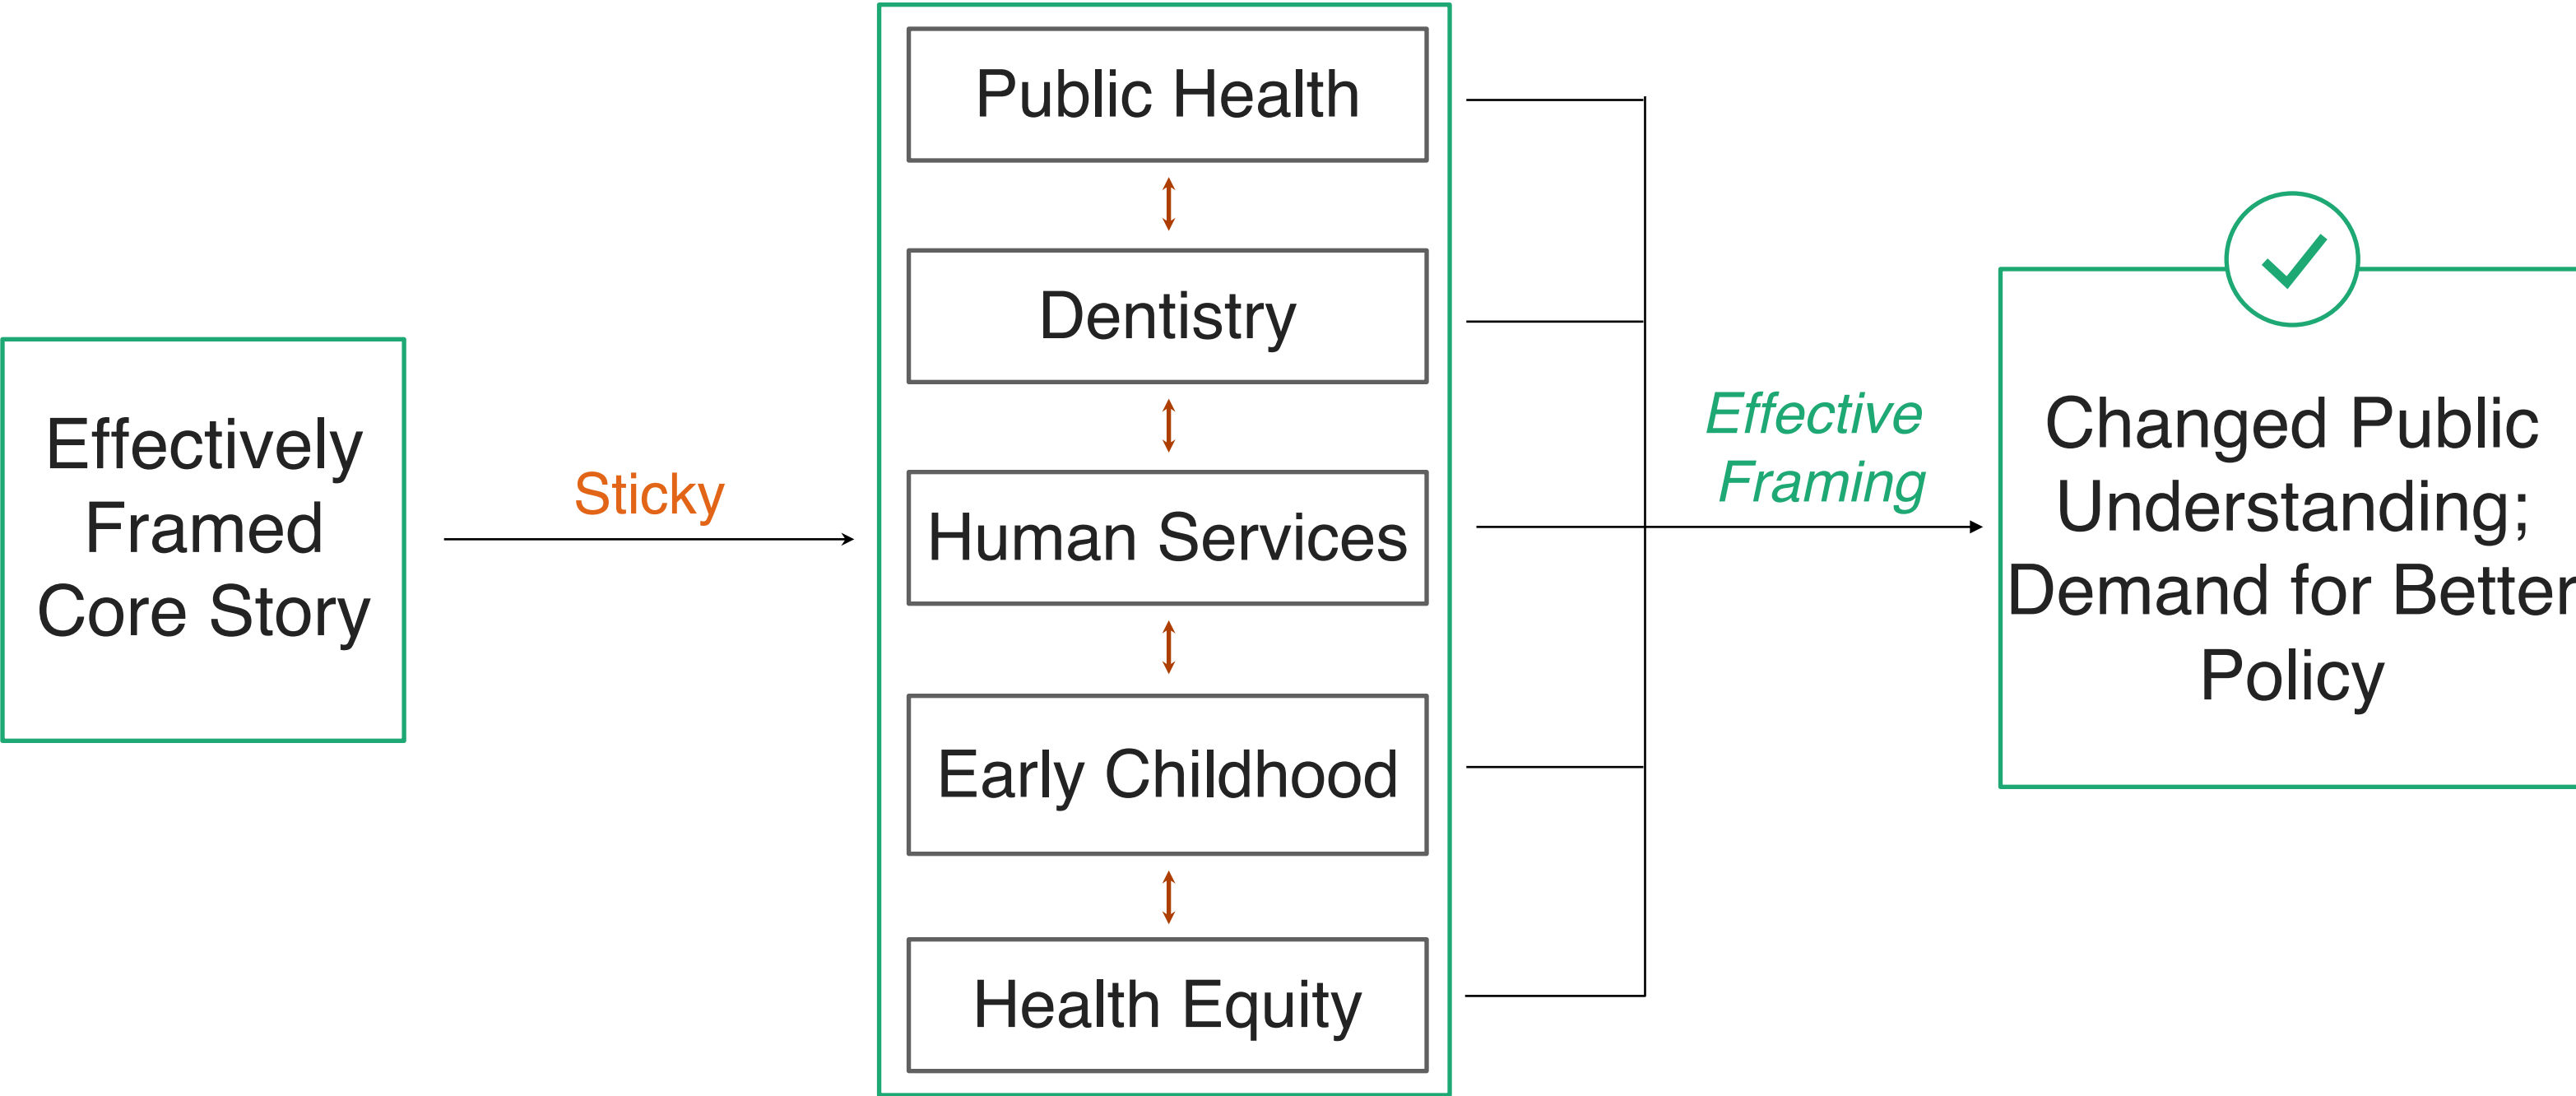 Effectively
Framed
Core Story
Sticky
Public Health
Dentistry
Human Services
Early Childhood
Health Equity
Effective
Framing
Changed Public
Understanding;
Demand for Better
Policy